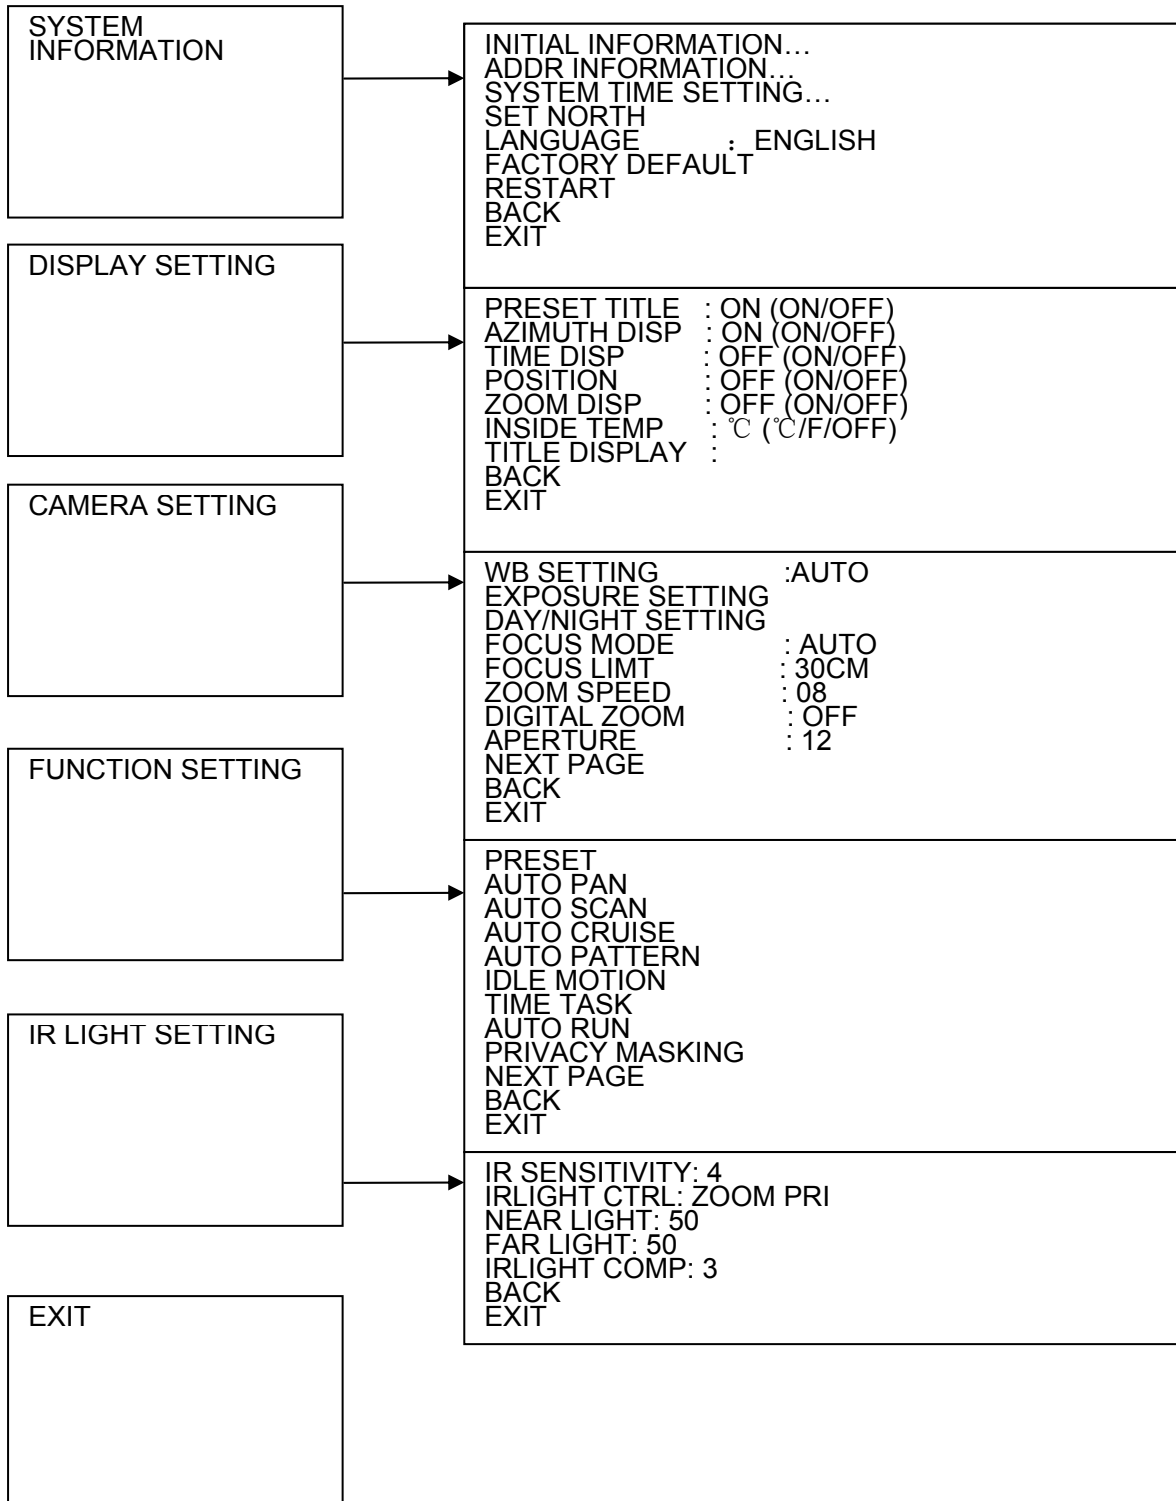 SYSTEM
INFORMATION
INITIAL INFORMATION…
ADDR INFORMATION…
SYSTEM TIME SETTING…
SET NORTH
LANGUAGE : ENGLISH
FACTORY DEFAULT
RESTART
BACK
EXIT
DISPLAY SETTING
PRESET TITLE : ON (ON/OFF)
AZIMUTH DISP : ON (ON/OFF)
TIME DISP : OFF (ON/OFF)
POSITION : OFF (ON/OFF)
ZOOM DISP : OFF (ON/OFF)
INSIDE TEMP : ℃ (℃/F/OFF)
TITLE DISPLAY :
BACK
EXIT
CAMERA SETTING
WB SETTING :AUTO
EXPOSURE SETTING
DAY/NIGHT SETTING
FOCUS MODE : AUTO
FOCUS LIMT : 30CM
ZOOM SPEED : 08
DIGITAL ZOOM : OFF
APERTURE : 12
NEXT PAGE
BACK
EXIT
FUNCTION SETTING
PRESET
AUTO PAN
AUTO SCAN
AUTO CRUISE
AUTO PATTERN
IDLE MOTION
TIME TASK
AUTO RUN
PRIVACY MASKING
NEXT PAGE
BACK
EXIT
IR LIGHT SETTING
IR SENSITIVITY: 4
IRLIGHT CTRL: ZOOM PRI
NEAR LIGHT: 50
FAR LIGHT: 50
IRLIGHT COMP: 3
BACK
EXIT
EXIT